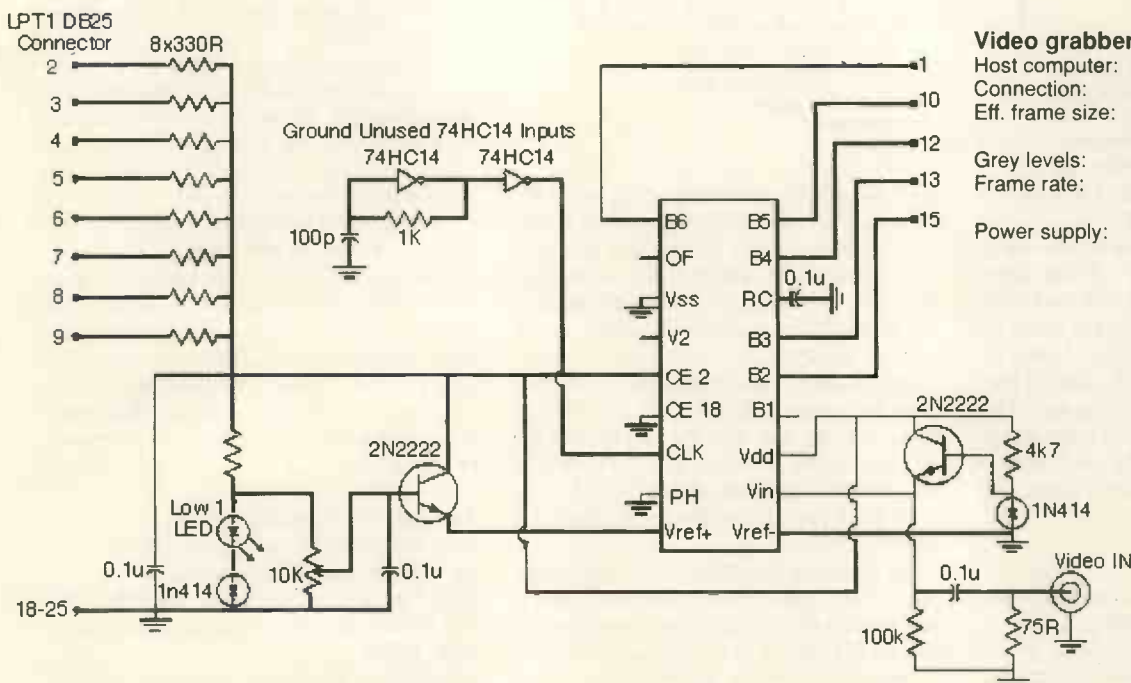 LPT1 DB25
Connector
8x330R
2
3
4
5
6
7
8
9
18-25
Ground Unused 74HC14 Inputs
74HC14 74HC14
100p
1K
Low 1
LED
1n414
0.1u
10K
0.1u
2N2222
B6 B5
OF B4
Vss RC
V2 B3
CE 2 B2
CE 18 B1
CLK Vdd
PH Vin
Vref+ Vref-
0.1u
1
10
12
13
15
Video grabber
Host computer:
Connection:
Eff. frame size:
Grey levels:
Frame rate:
Power supply:
2N2222
4k7
1N414
Video IN
0.1u
100k
75R